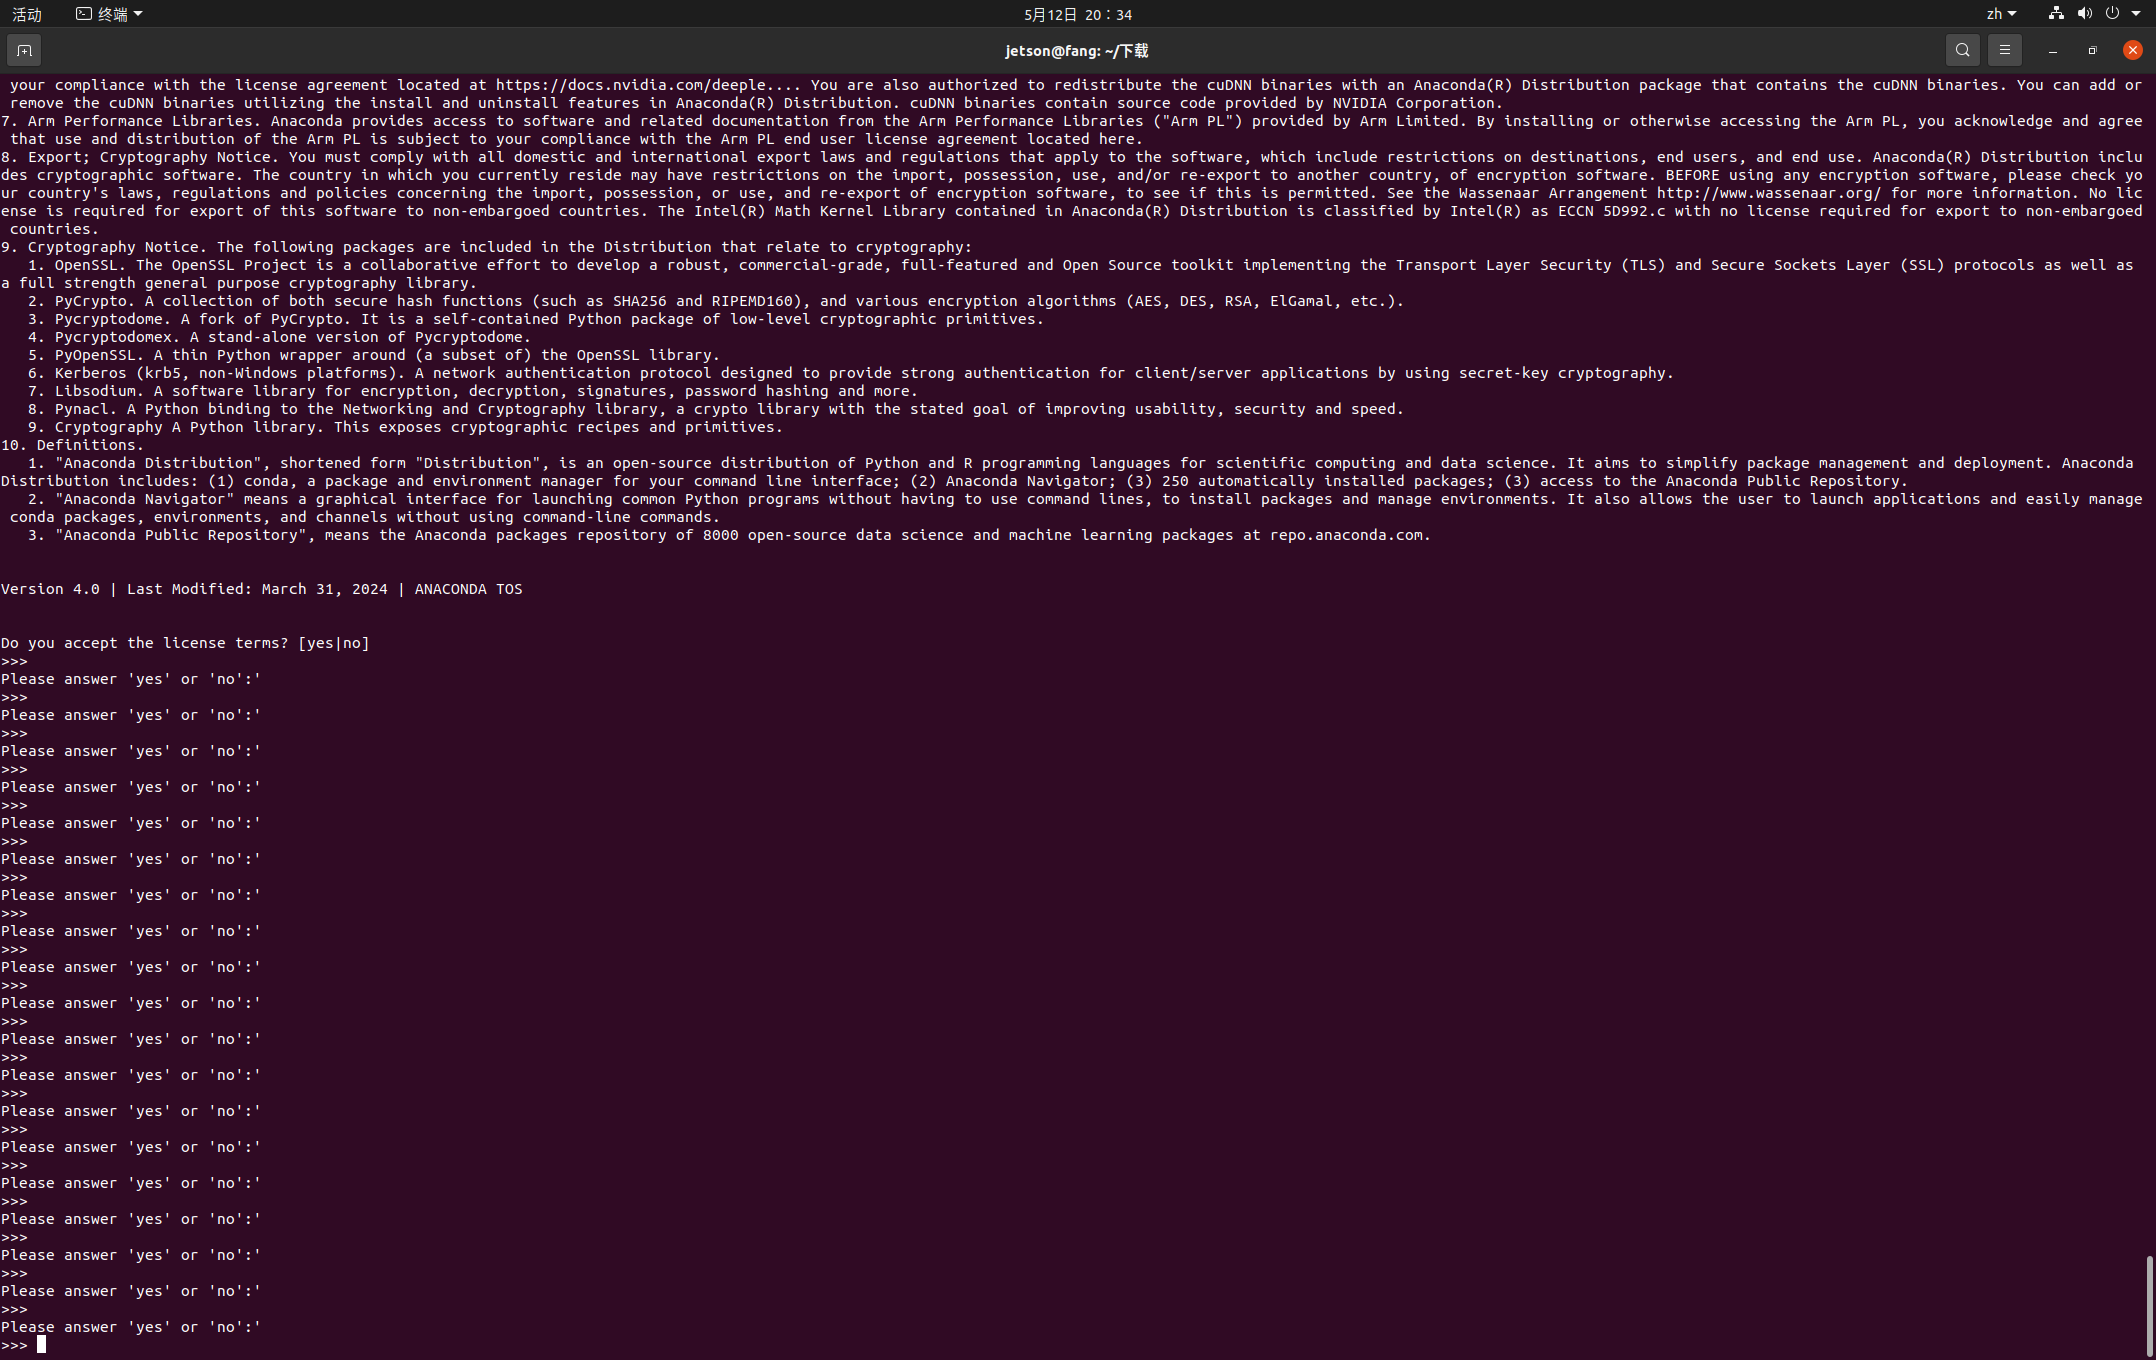 活动 终端 5月12日 20：34 zh
jetson@fang: ~/下载
your compliance with the license agreement located at https://docs.nvidia.com/deeple.... You are also authorized to redistribute the cuDNN binaries with an Anaconda(R) Distribution package that contains the cuDNN binaries. You can add or
remove the cuDNN binaries utilizing the install and uninstall features in Anaconda(R) Distribution. cuDNN binaries contain source code provided by NVIDIA Corporation.
7. Arm Performance Libraries. Anaconda provides access to software and related documentation from the Arm Performance Libraries ("Arm PL") provided by Arm Limited. By installing or otherwise accessing the Arm PL, you acknowledge and agree
that use and distribution of the Arm PL is subject to your compliance with the Arm PL end user license agreement located here.
8. Export; Cryptography Notice. You must comply with all domestic and international export laws and regulations that apply to the software, which include restrictions on destinations, end users, and end use. Anaconda(R) Distribution inclu
des cryptographic software. The country in which you currently reside may have restrictions on the import, possession, use, and/or re-export to another country, of encryption software. BEFORE using any encryption software, please check yo
ur country's laws, regulations and policies concerning the import, possession, or use, and re-export of encryption software, to see if this is permitted. See the Wassenaar Arrangement http://www.wassenaar.org/ for more information. No lic
ense is required for export of this software to non-embargoed countries. The Intel(R) Math Kernel Library contained in Anaconda(R) Distribution is classified by Intel(R) as ECCN 5D992.c with no license required for export to non-embargoed
countries.
9. Cryptography Notice. The following packages are included in the Distribution that relate to cryptography:
1. OpenSSL. The OpenSSL Project is a collaborative effort to develop a robust, commercial-grade, full-featured and Open Source toolkit implementing the Transport Layer Security (TLS) and Secure Sockets Layer (SSL) protocols as well as
a full strength general purpose cryptography library.
2. PyCrypto. A collection of both secure hash functions (such as SHA256 and RIPEMD160), and various encryption algorithms (AES, DES, RSA, ElGamal, etc.).
3. Pycryptodome. A fork of PyCrypto. It is a self-contained Python package of low-level cryptographic primitives.
4. Pycryptodomex. A stand-alone version of Pycryptodome.
5. PyOpenSSL. A thin Python wrapper around (a subset of) the OpenSSL library.
6. Kerberos (krb5, non-Windows platforms). A network authentication protocol designed to provide strong authentication for client/server applications by using secret-key cryptography.
7. Libsodium. A software library for encryption, decryption, signatures, password hashing and more.
8. Pynacl. A Python binding to the Networking and Cryptography library, a crypto library with the stated goal of improving usability, security and speed.
9. Cryptography A Python library. This exposes cryptographic recipes and primitives.
10. Definitions.
1. "Anaconda Distribution", shortened form "Distribution", is an open-source distribution of Python and R programming languages for scientific computing and data science. It aims to simplify package management and deployment. Anaconda
Distribution includes: (1) conda, a package and environment manager for your command line interface; (2) Anaconda Navigator; (3) 250 automatically installed packages; (3) access to the Anaconda Public Repository.
2. "Anaconda Navigator" means a graphical interface for launching common Python programs without having to use command lines, to install packages and manage environments. It also allows the user to launch applications and easily manage
conda packages, environments, and channels without using command-line commands.
3. "Anaconda Public Repository", means the Anaconda packages repository of 8000 open-source data science and machine learning packages at repo.anaconda.com.
Version 4.0 | Last Modified: March 31, 2024 | ANACONDA TOS
Do you accept the license terms? [yes|no]
>>>
Please answer 'yes' or 'no':'
>>>
Please answer 'yes' or 'no':'
>>>
Please answer 'yes' or 'no':'
>>>
Please answer 'yes' or 'no':'
>>>
Please answer 'yes' or 'no':'
>>>
Please answer 'yes' or 'no':'
>>>
Please answer 'yes' or 'no':'
>>>
Please answer 'yes' or 'no':'
>>>
Please answer 'yes' or 'no':'
>>>
Please answer 'yes' or 'no':'
>>>
Please answer 'yes' or 'no':'
>>>
Please answer 'yes' or 'no':'
>>>
Please answer 'yes' or 'no':'
>>>
Please answer 'yes' or 'no':'
>>>
Please answer 'yes' or 'no':'
>>>
Please answer 'yes' or 'no':'
>>>
Please answer 'yes' or 'no':'
>>>
Please answer 'yes' or 'no':'
>>>
Please answer 'yes' or 'no':'
>>>